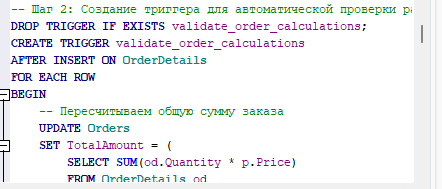 -- Шаг 2: Создание триггера для автоматической проверки
DROP TRIGGER IF EXISTS validate_order_calculations;
CREATE TRIGGER validate_order_calculations
AFTER INSERT ON OrderDetails
FOR EACH ROW
BEGIN
-- Пересчитываем общую сумму заказа
UPDATE Orders
SET TotalAmount = (
SELECT SUM(od.Quantity * p.Price)
FROM OrderDetails od